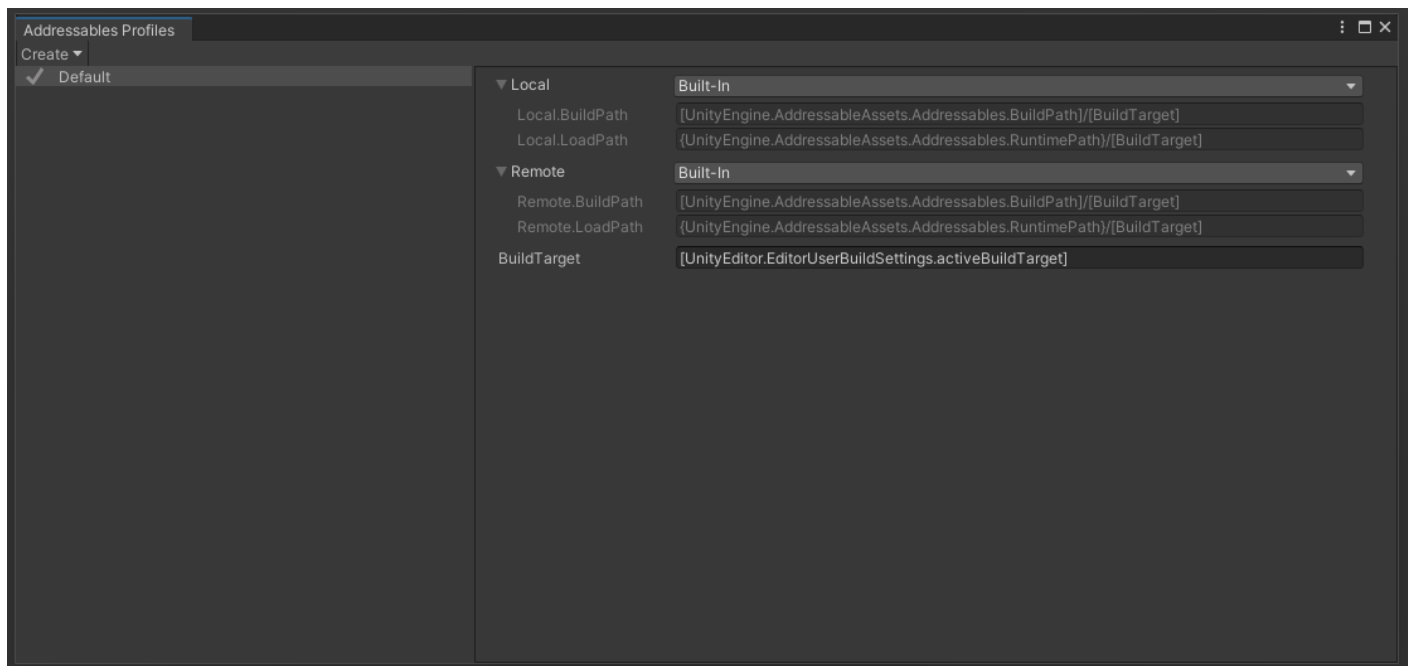 Addressables Profiles
Create
Default
Local Built-In
Local.BuildPath [UnityEngine.AddressableAssets.Addressables.BuildPath]/[BuildTarget]
Local.LoadPath {UnityEngine.AddressableAssets.Addressables.RuntimePath}/[BuildTarget]
Remote Built-In
Remote.BuildPath [UnityEngine.AddressableAssets.Addressables.BuildPath]/[BuildTarget]
Remote.LoadPath {UnityEngine.AddressableAssets.Addressables.RuntimePath}/[BuildTarget]
BuildTarget [UnityEditor.EditorUserBuildSettings.activeBuildTarget]